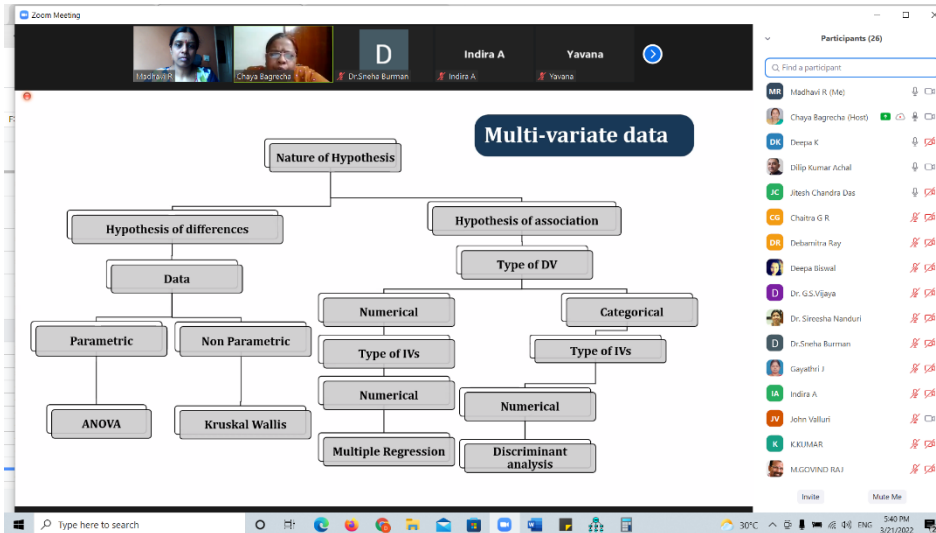 Zoom Meeting
Madhavi R
Chaya Bagrecha
D
Dr.Sneha Burman
Indira A
Indira A
Yavana
Yavana
Multi-variate data
Nature of Hypothesis
Hypothesis of differences
Hypothesis of association
Data
Type of DV
Numerical
Categorical
Parametric
Non Parametric
Type of IVs
Type of IVs
Numerical
Numerical
ANOVA
Kruskal Wallis
Multiple Regression
Discriminant
analysis
Participants (26)
Find a participant
MR Madhavi R (Me)
Chaya Bagrecha (Host)
DK Deepa K
Dilip Kumar Achal
JC Jitesh Chandra Das
CG Chaitra G R
DR Debamitra Ray
Deepa Biswal
D Dr. G.S.Vijaya
Dr. Sireesha Nanduri
D Dr.Sneha Burman
Gayathri J
IA Indira A
JV John Valluri
K K.KUMAR
M.GOVIND RAJ
Invite Mute Me
Type here to search
30°C ENG 5:40 PM
3/21/2022